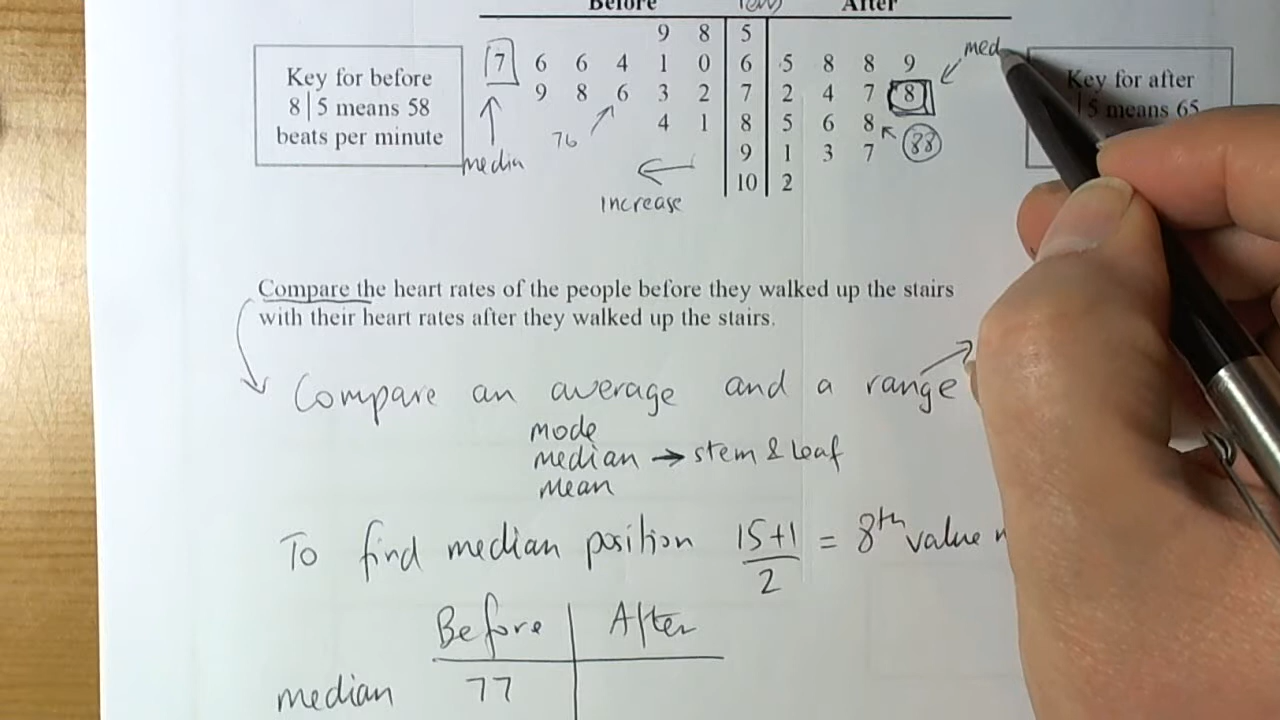 Before After
9 8 5
7 6 6 4 1 0 6 5 8 8 9
9 8 6 3 2 7 2 4 7 8
4 1 8 5 6 8
9 1 3 7
10 2
Key for before
8|5 means 58
beats per minute
Key for after
|5 means 65
med
media
76
88
increase
Compare the heart rates of the people before they walked up the stairs
with their heart rates after they walked up the stairs.
Compare an average and a range
mode
median → stem & leaf
mean
To find median position 15+1/2 = 8th value
Before After
median 77